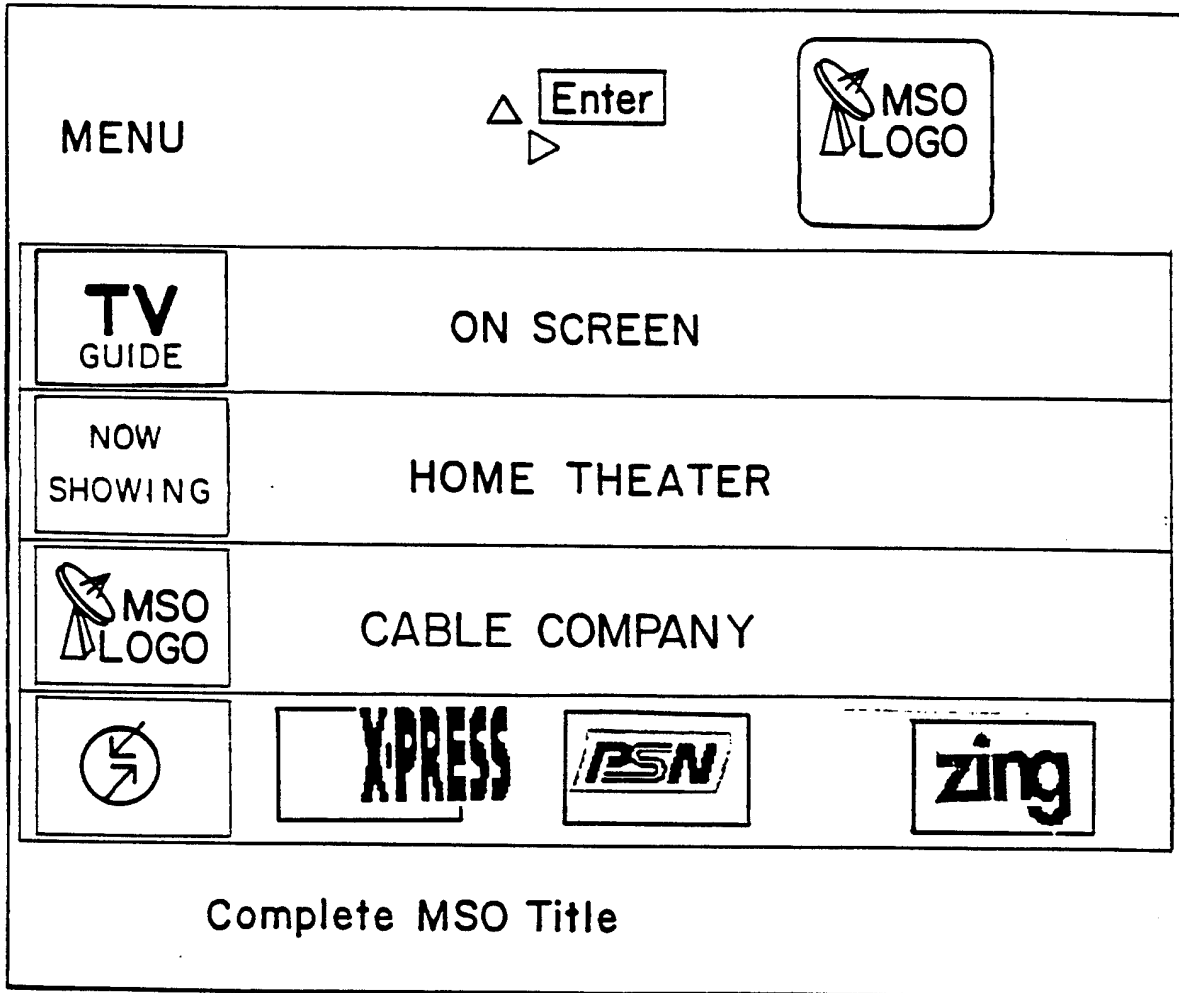 MENU
Enter
MSO
LOGO
TV
GUIDE
ON SCREEN
NOW
SHOWING
HOME THEATER
MSO
LOGO
CABLE COMPANY
X·PRESS
PSN
zing
Complete MSO Title